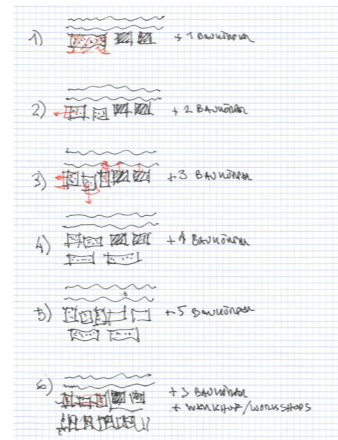 1) + 1 BAUKÖRPER
2) + 2 BAUKÖRPER
3) + 3 BAUKÖRPER
4) + 4 BAUKÖRPER
5) + 5 BAUKÖRPER
6) + 3 BAUKÖRPER
+ WORKSHOP/WORKSHOPS